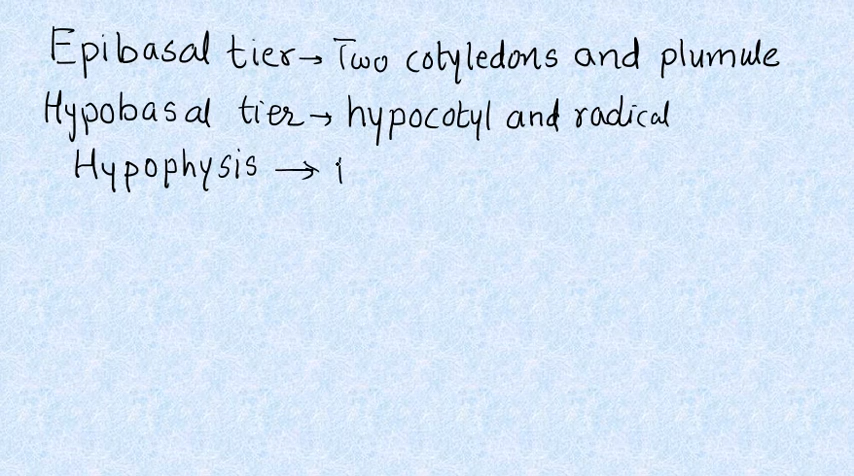 Epibasal tier → Two cotyledons and plumule
Hypobasal tier → hypocotyl and radical
Hypophysis →